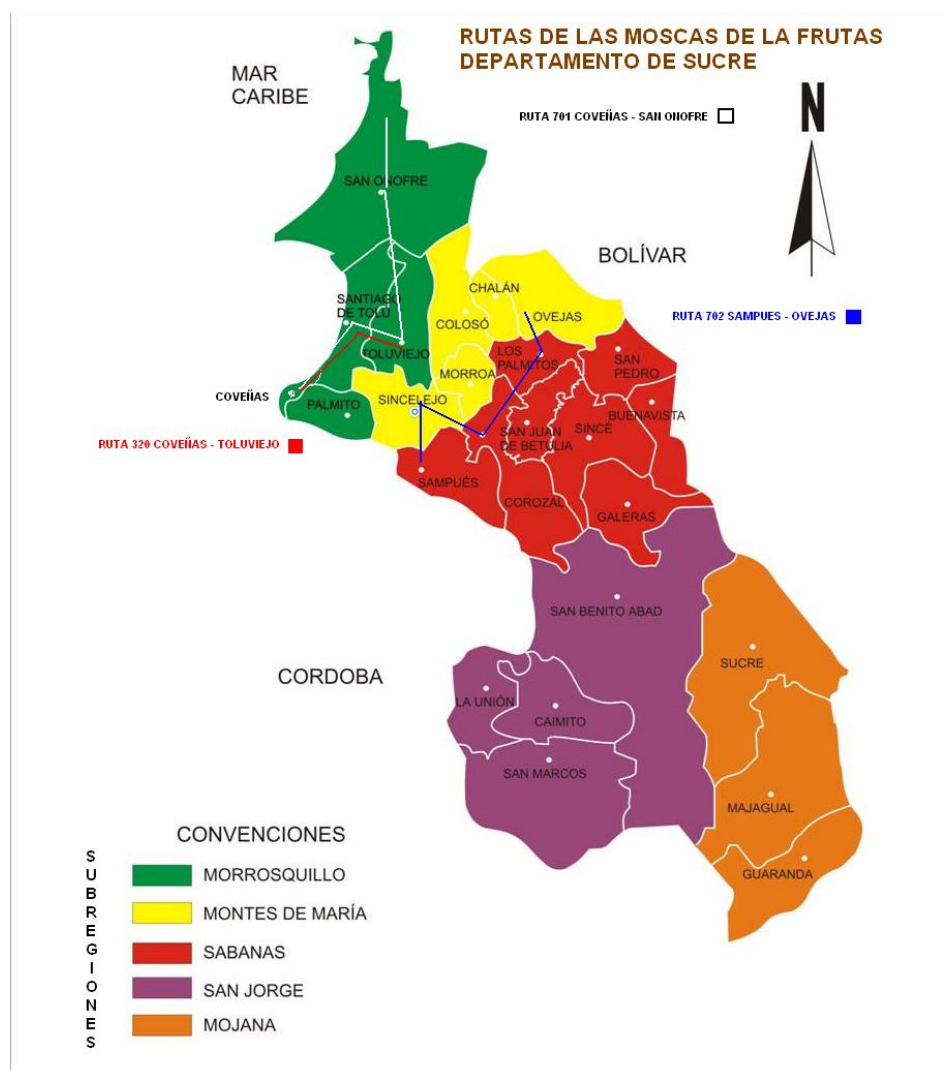 RUTAS DE LAS MOSCAS DE LA FRUTAS
DEPARTAMENTO DE SUCRE
MAR
CARIBE
RUTA 701 COVEÑAS - SAN ONOFRE
N
SAN ONOFRE
BOLÍVAR
CHALÁN
SANTIAGO
DE TOLÚ
COLOSÓ
OVEJAS
RUTA 702 SAMPUES - OVEJAS
TOLUVIEJO
LOS
PALMITOS
SAN
PEDRO
MORROA
COVEÑAS
PALMITO
SINCELEJO
BUENAVISTA
SAN JUAN
DE BETULIA
SINCÉ
RUTA 320 COVEÑAS - TOLUVIEJO
SAMPUÉS
COROZAL
GALERAS
SAN BENITO ABAD
CORDOBA
SUCRE
LA UNIÓN
CAIMITO
SAN MARCOS
MAJAGUAL
GUARANDA
CONVENCIONES
SUBREGIONES
MORROSQUILLO
MONTES DE MARÍA
SABANAS
SAN JORGE
MOJANA